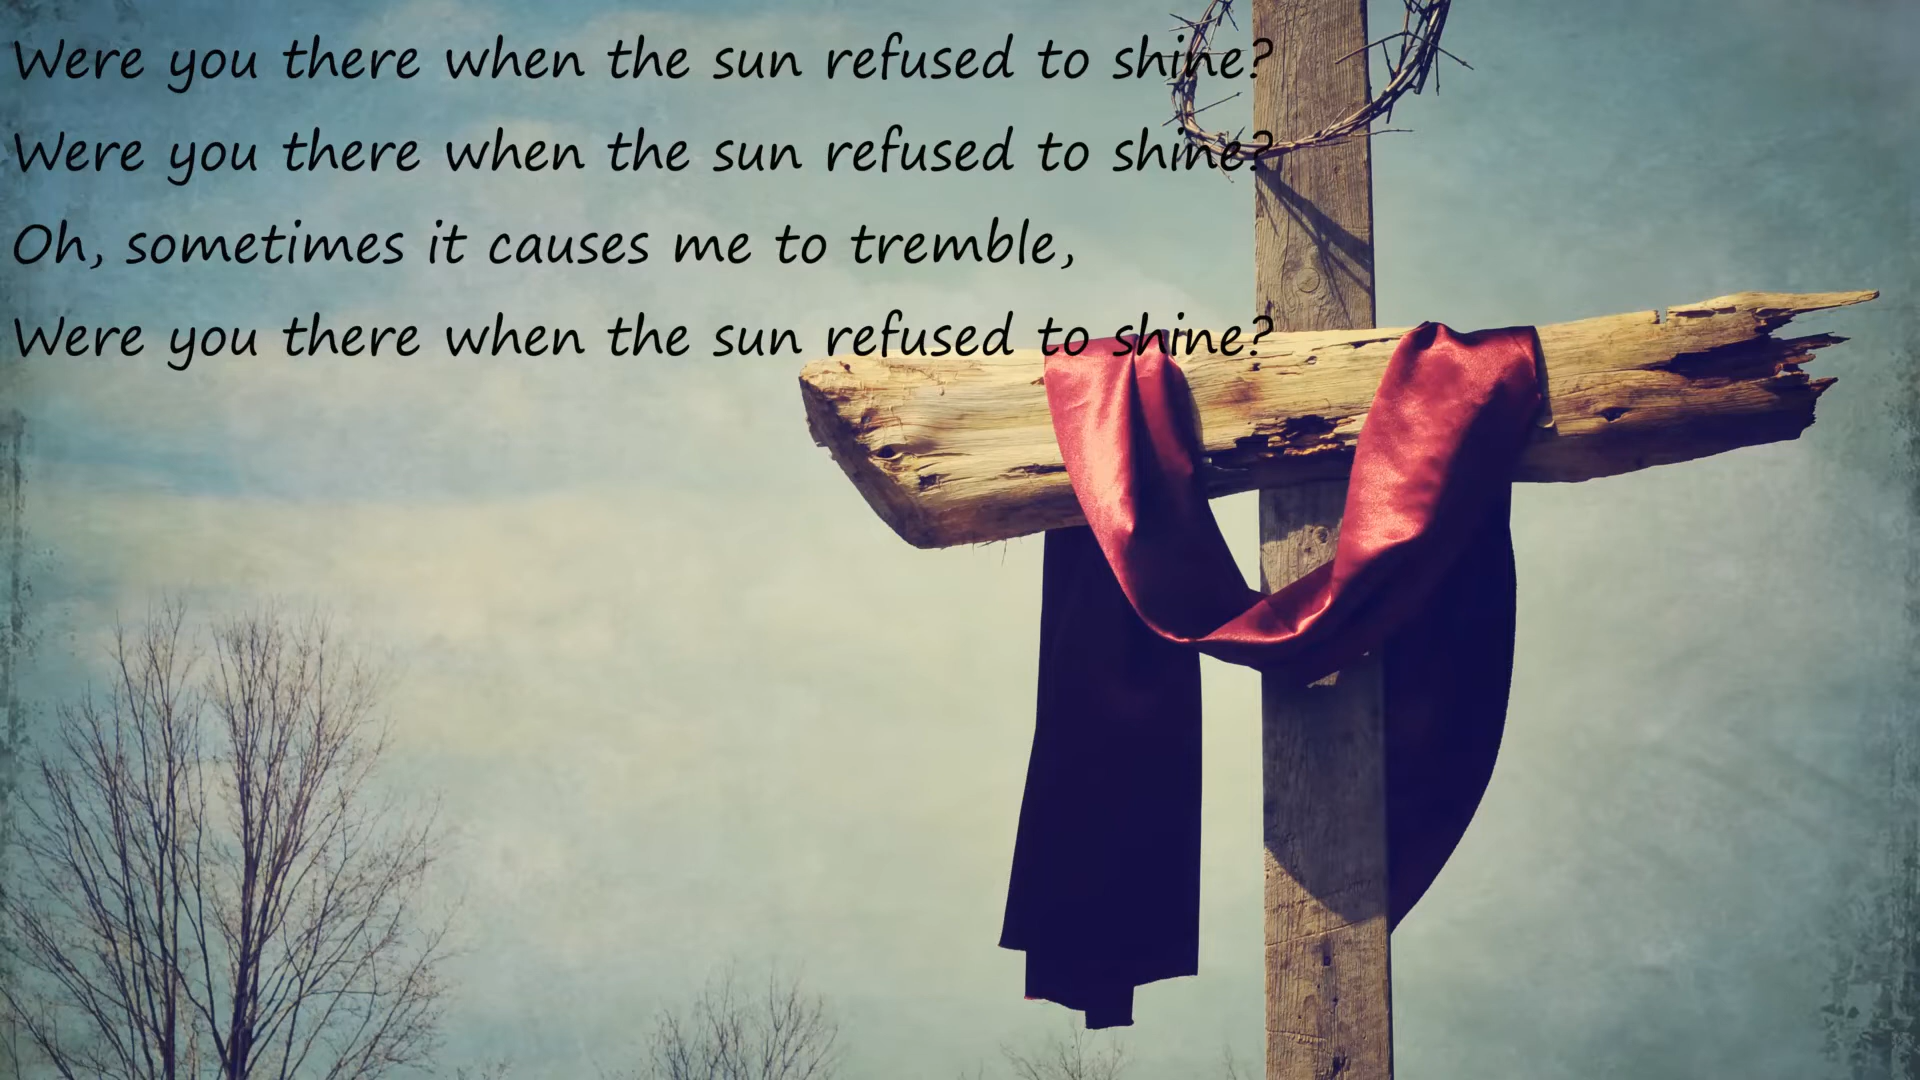 Were you there when the sun refused to shine?
Were you there when the sun refused to shine?
Oh, sometimes it causes me to tremble,
Were you there when the sun refused to shine?